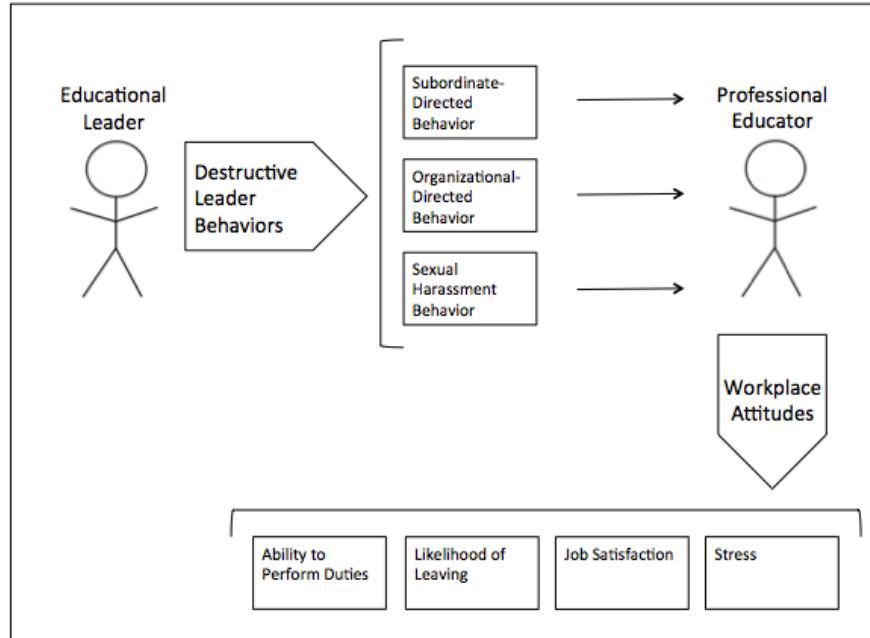 Educational
Leader
Destructive
Leader
Behaviors
Subordinate-
Directed
Behavior
Organizational-
Directed
Behavior
Sexual
Harassment
Behavior
Professional
Educator
Workplace
Attitudes
Ability to
Perform Duties
Likelihood of
Leaving
Job Satisfaction
Stress